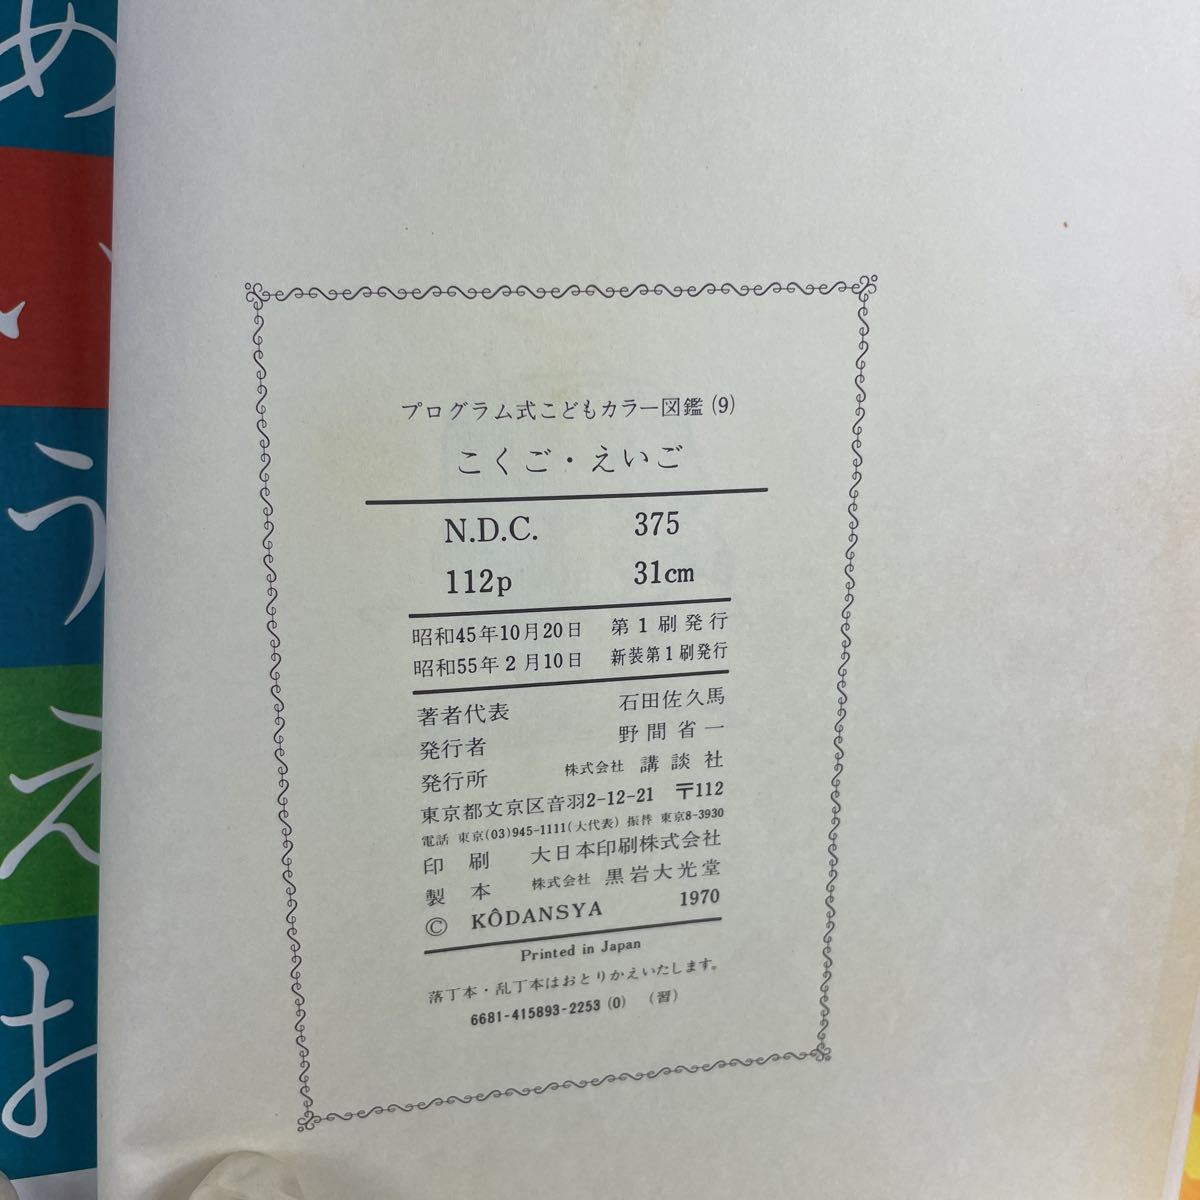 あ
い
う
え
お
プログラム式こどもカラー図鑑(9)
こくご・えいご
N.D.C. 375
112p 31cm
昭和45年10月20日 第1刷発行
昭和55年2月10日 新装第1刷発行
著者代表 石田佐久馬
発行者 野間省一
発行所 株式会社 講談社
東京都文京区音羽2-12-21 〒112
電話 東京(03)945-1111(大代表) 振替 東京8-3930
印刷 大日本印刷株式会社
製本 株式会社 黒岩大光堂
© KÔDANSYA 1970
Printed in Japan
落丁本・乱丁本はおとりかえいたします。
6681-415893-2253(0) (習)